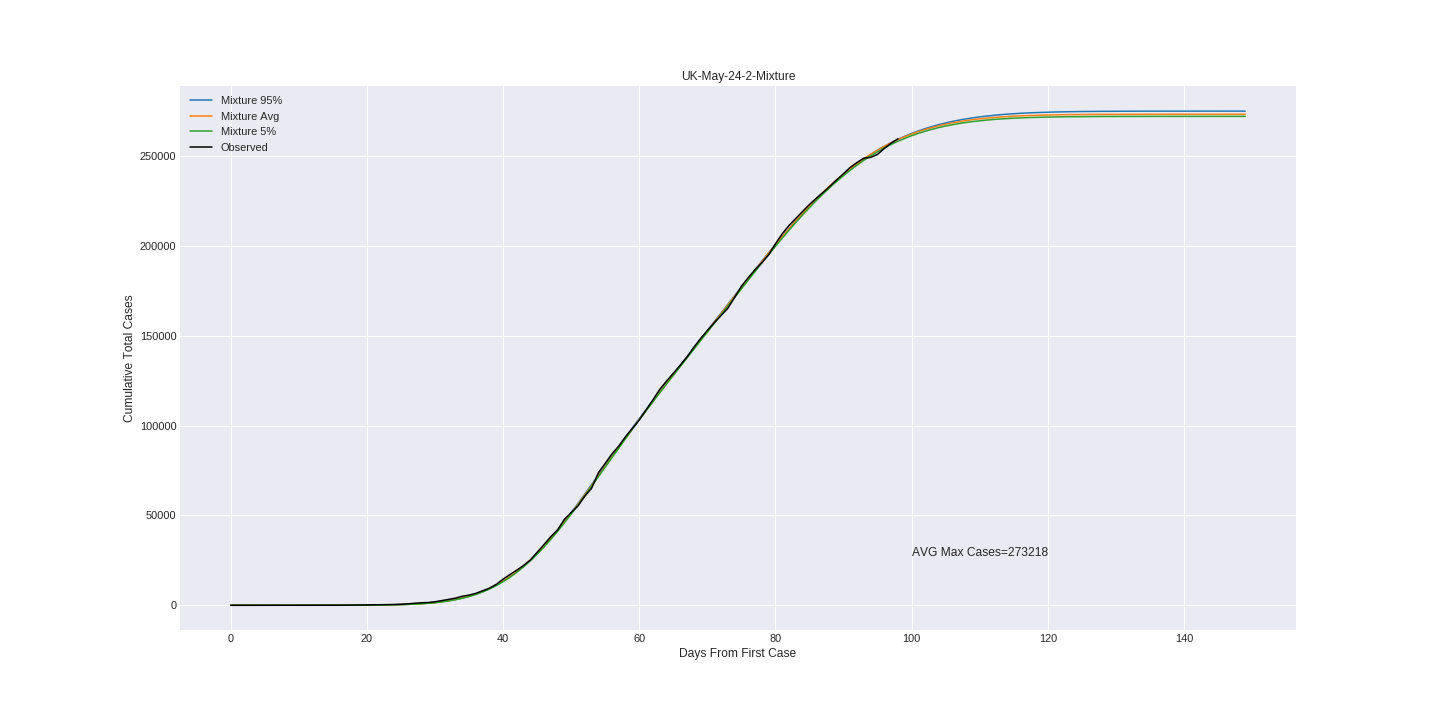 UK-May-24-2-Mixture
Mixture 95%
Mixture Avg
Mixture 5%
Observed
250000
200000
150000
100000
50000
0
Cumulative Total Cases
AVG Max Cases=273218
0 20 40 60 80 100 120 140
Days From First Case